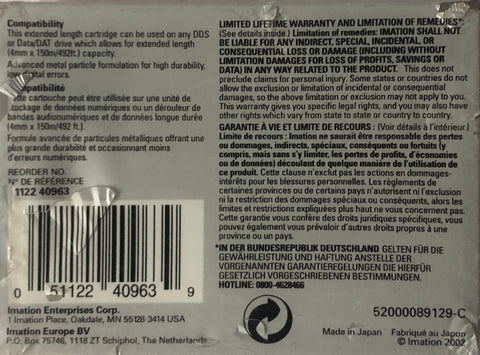 Compatibility
This extended length cartridge can be used on any DDS
or Data/DAT drive which allows for extended length
(4mm x 150m/492ft.) capacity.
Advanced metal particle formulation for high durability,
low digital errors.
Compatibilité
Cette cartouche peut être utilisée sur une unité de
stockage de données numériques ou un dérouleur de
bandes audionumériques et de données longue durée
(4mm x 150m/492 ft.).
Formule avancée de particules métalliques offrant une
plus grande durabilité et occasionnant moins
d'erreurs numériques.
REORDER NO.
N° DE RÉFÉRENCE
1122 40963
0 51122 40963 9
Imation Enterprises Corp.
1 Imation Place, Oakdale, MN 55128-3414 USA
Imation Europe BV
P.O. Box 75946, 1118 ZT Schiphol, The Netherlands
LIMITED LIFETIME WARRANTY AND LIMITATION OF REMEDIES*:
(See details inside.) Limitation of remedies: IMATION SHALL NOT
BE LIABLE FOR ANY INDIRECT, SPECIAL, INCIDENTAL, OR
CONSEQUENTIAL LOSS OR DAMAGES (INCLUDING WITHOUT
LIMITATION DAMAGES FOR LOSS OF PROFITS, SAVINGS OR
DATA) IN ANY WAY RELATED TO THE PRODUCT. This does not
preclude claims for personal injury. Some states or countries do not
allow the exclusion or limitation of incidental or consequential
damages, so the above limitation or exclusion may not apply to you.
This warranty gives you specific legal rights, and you may also have
other rights which vary from state to state or country to country.
GARANTIE À VIE ET LIMITE DE RECOURS : (Voir détails à l'intérieur.)
Limite de recours : Imation ne saurait être responsable des pertes
ou dommages, indirects, spéciaux, conséquents ou fortuits (y
compris, mais sans s'y limiter, les pertes de profits, d'économies
ou de données) découlant de quelque manière de l'utilisation de
ce produit. Cette clause n'exclut pas les actions en dommages-
intérêts pour les blessures personnelles. Les règlements de
certaines provinces ou de certains pays n'autorisent ni l'exclusion
ni la restriction des dommages spéciaux ou conséquents, alors les
limites et restrictions expliquées plus haut ne vous concernent pas.
Cette garantie vous confère des droits juridiques spécifiques, vous
pouvez également vous prévaloir d'autres droits propres à une
province ou un pays.
*IN DER BUNDESREPUBLIK DEUTSCHLAND GELTEN FÜR DIE
GEWÄHRLEISTUNG UND HAFTUNG ANSTELLE DER
VORGENANNTEN GARANTIEREGELUNGEN DIE HIERFÜR
GESETZLICH VORGESCHRIEBENEN BESTIMMUNGEN.
HOTLINE: 0800-4628466
52000089129-C
Made in Japan Fabriqué au Japon
© Imation 2002